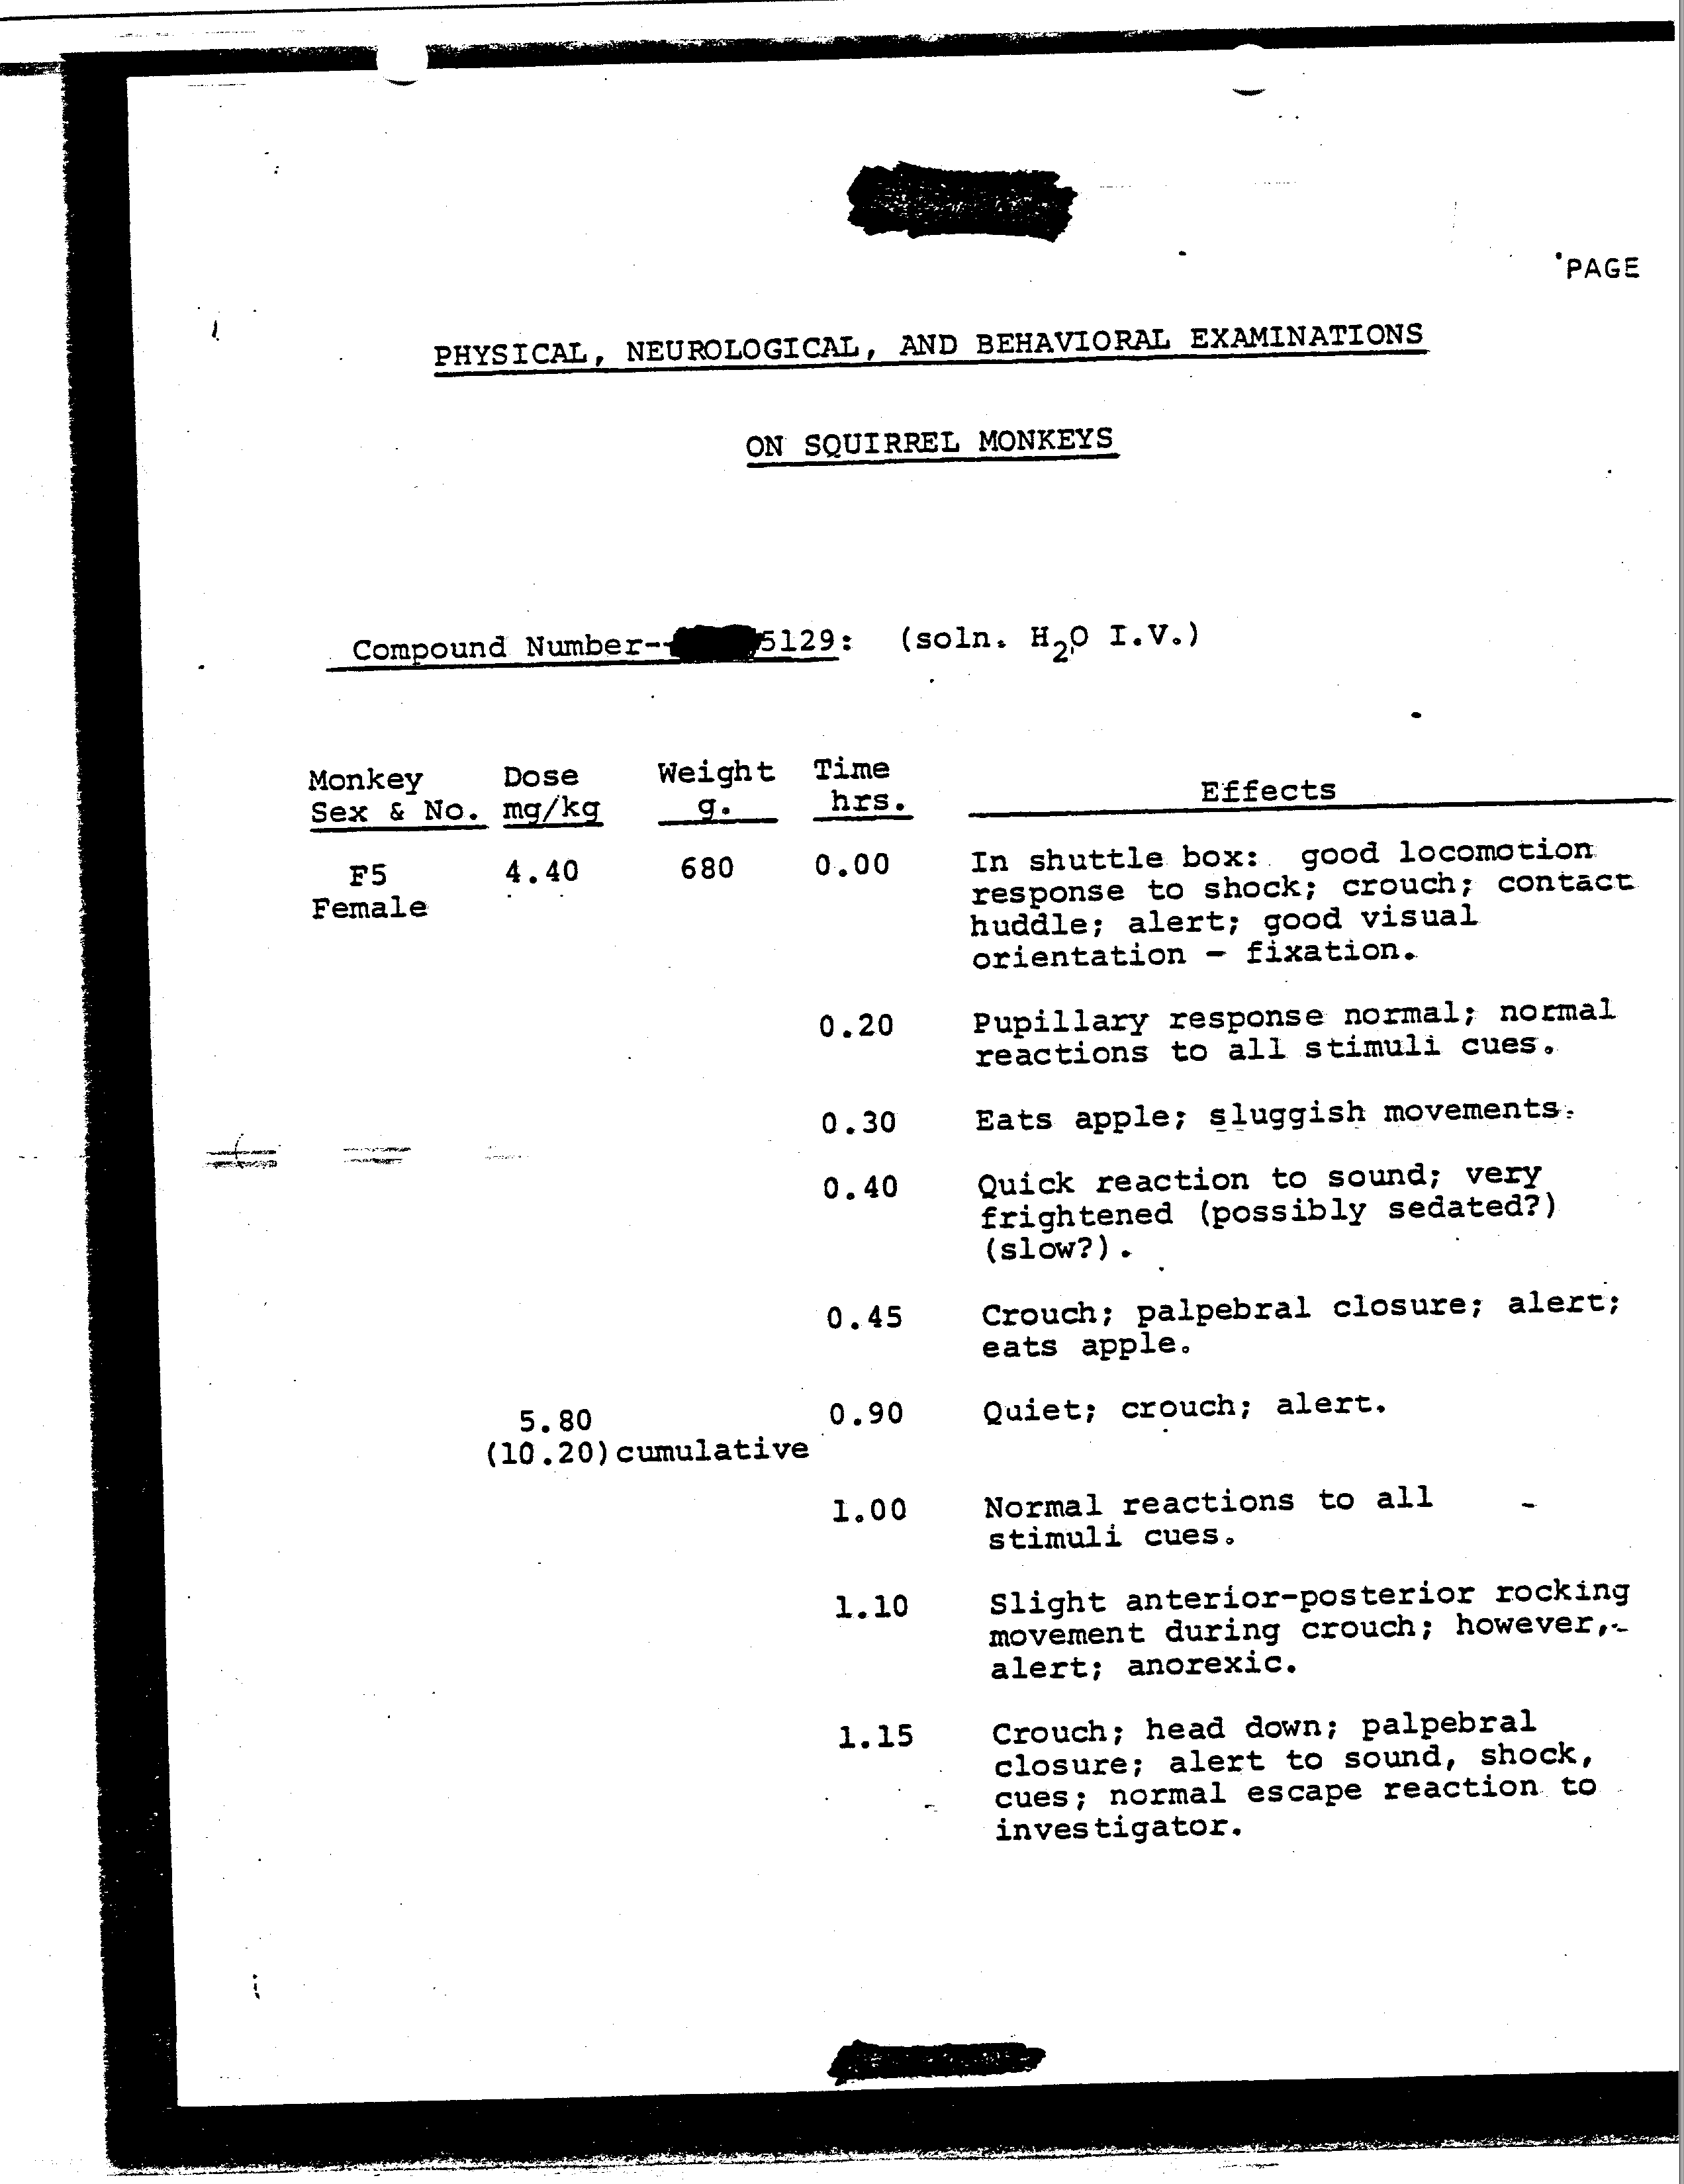 PAGE
PHYSICAL, NEUROLOGICAL, AND BEHAVIORAL EXAMINATIONS
ON SQUIRREL MONKEYS
Compound Number-- 5129: (soln. H₂O I.V.)
Monkey Dose Weight Time
Sex & No. mg/kg g. hrs. Effects
F5 4.40 680 0.00 In shuttle box: good locomotion
Female response to shock; crouch; contact
huddle; alert; good visual
orientation - fixation.
0.20 Pupillary response normal; normal
reactions to all stimuli cues.
0.30 Eats apple; sluggish movements.
0.40 Quick reaction to sound; very
frightened (possibly sedated?)
(slow?).
0.45 Crouch; palpebral closure; alert;
eats apple.
5.80 0.90 Quiet; crouch; alert.
(10.20) cumulative
1.00 Normal reactions to all
stimuli cues.
1.10 Slight anterior-posterior rocking
movement during crouch; however,
alert; anorexic.
1.15 Crouch; head down; palpebral
closure; alert to sound, shock,
cues; normal escape reaction to
investigator.